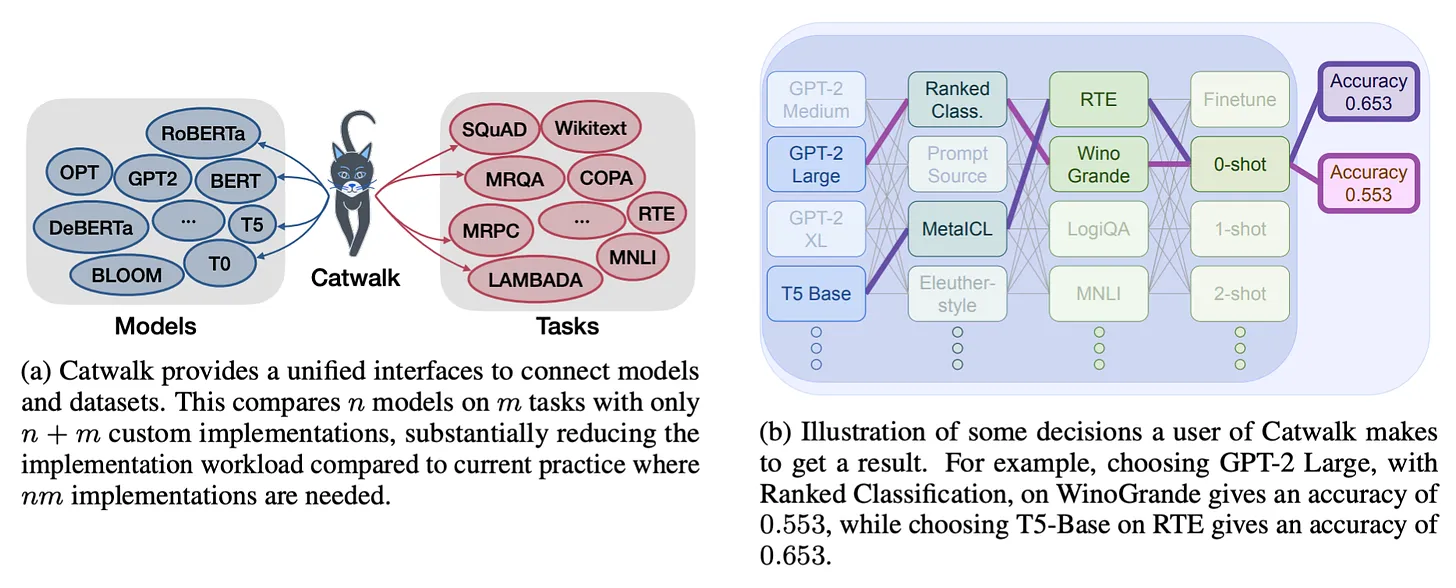 RoBERTa
OPT
GPT2
BERT
DeBERTa
...
T5
BLOOM
T0
Models
Catwalk
SQuAD
Wikitext
MRQA
COPA
MRPC
...
RTE
MNLI
LAMBADA
Tasks
(a) Catwalk provides a unified interfaces to connect models
and datasets. This compares n models on m tasks with only
n + m custom implementations, substantially reducing the
implementation workload compared to current practice where
nm implementations are needed.
GPT-2
Medium
GPT-2
Large
GPT-2
XL
T5 Base
Ranked
Class.
Prompt
Source
MetaICL
Eleuther-
style
RTE
Wino
Grande
LogiQA
MNLI
Finetune
0-shot
1-shot
2-shot
Accuracy
0.653
Accuracy
0.553
(b) Illustration of some decisions a user of Catwalk makes
to get a result. For example, choosing GPT-2 Large, with
Ranked Classification, on WinoGrande gives an accuracy of
0.553, while choosing T5-Base on RTE gives an accuracy of
0.653.